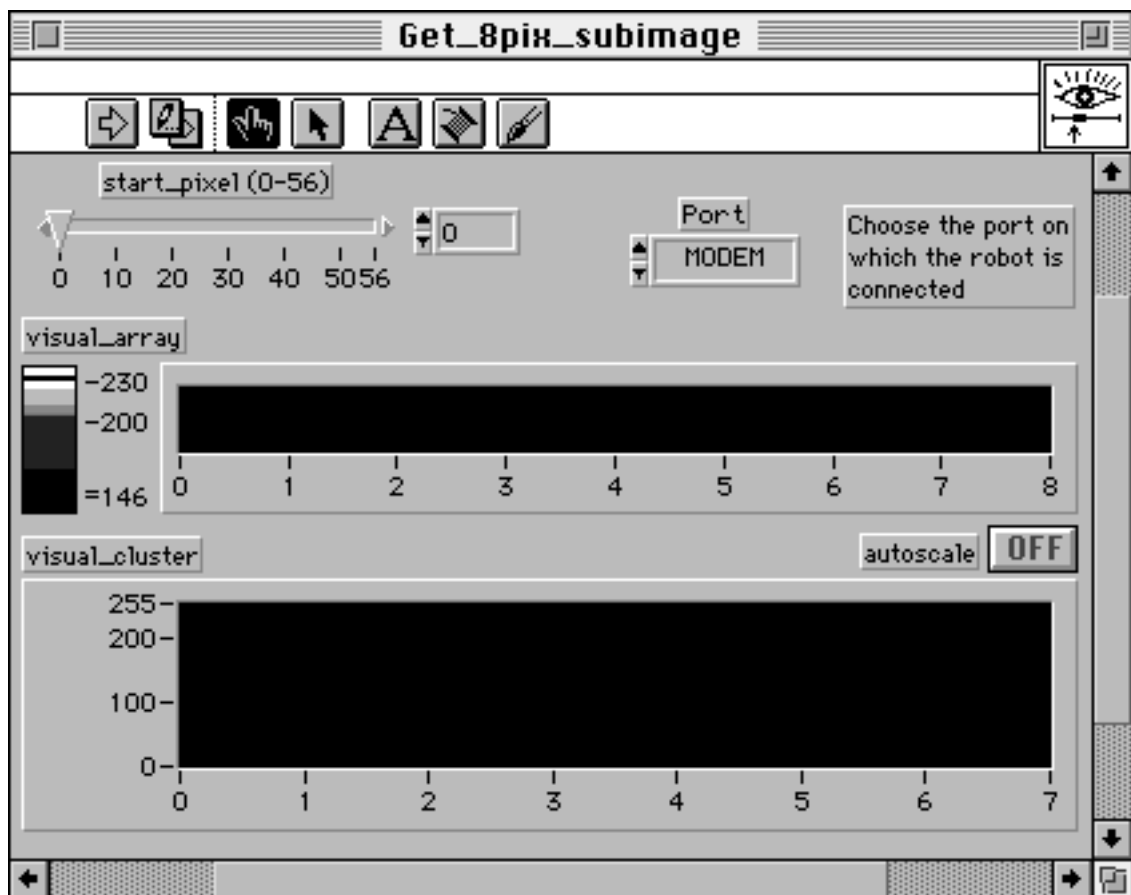 Get_8pix_subimage
A
start_pixel (0-56)
0
0 10 20 30 40 50 56
Port
MODEM
Choose the port on
which the robot is
connected
visual_array
-230
-200
=146
0 1 2 3 4 5 6 7 8
visual_cluster
autoscale
OFF
255
200
100
0
0 1 2 3 4 5 6 7